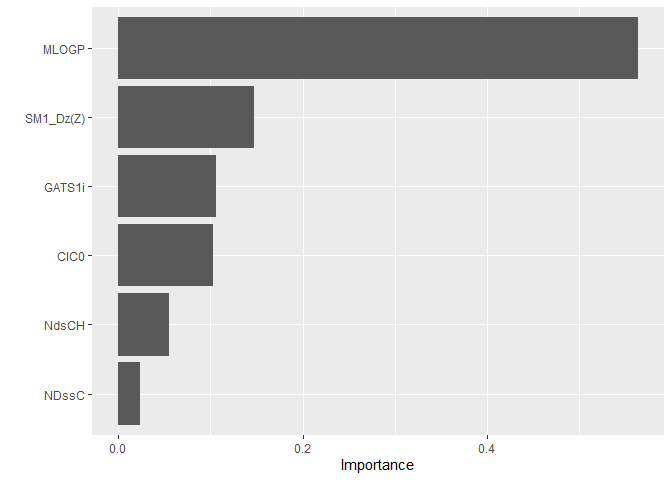 MLOGP
SM1_Dz(Z)
GATS1i
CIC0
NdsCH
NDssC
0.0 0.2 0.4
Importance